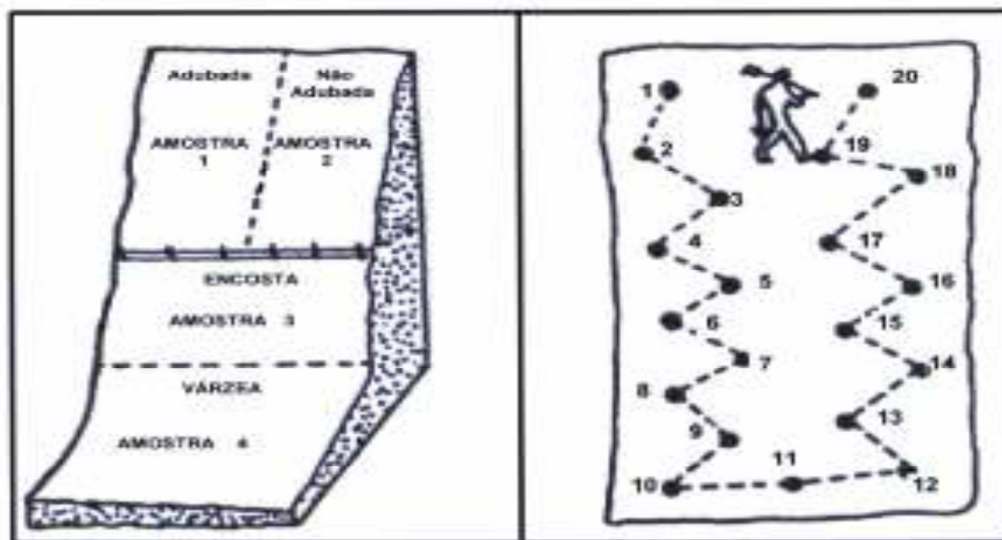 Adubada
Não
Adubada
AMOSTRA
1
AMOSTRA
2
ENCOSTA
AMOSTRA 3
VÁRZEA
AMOSTRA 4
1
20
2
19
18
3
4
17
5
16
6
15
7
14
8
13
9
11
10
12